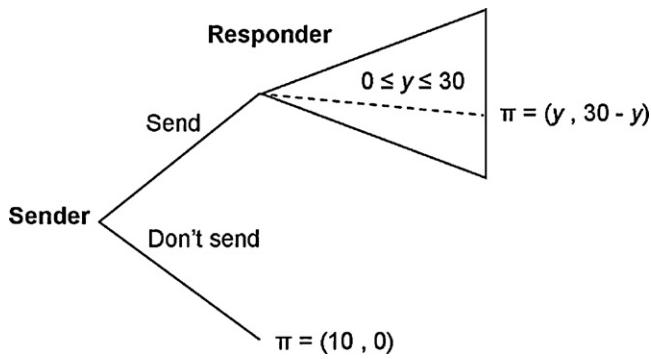 Responder
0 ≤ y ≤ 30
π = (y , 30 - y)
Send
Sender
Don't send
π = (10 , 0)